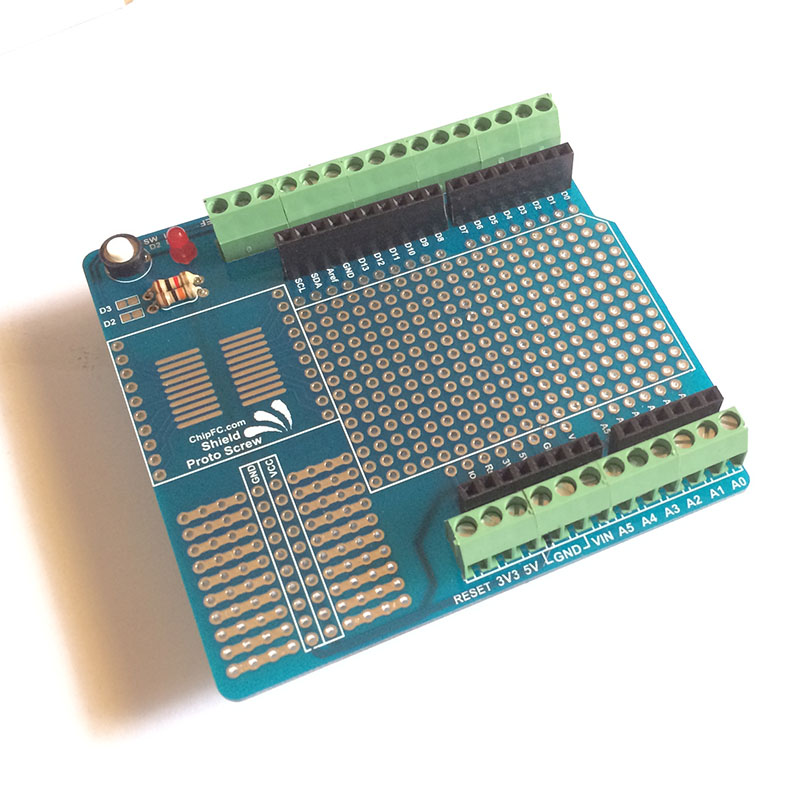 SW
D2
D3
D2
SCL
SDA
Aref
GND
D13
D12
D11
D10
D9
D8
D7
D6
D5
D4
D3
D2
D1
D0
ChipFC.com
Shield
Proto Screw
GND
VCC
RESET 3V3 5V GND VIN A5 A4 A3 A2 A1 A0